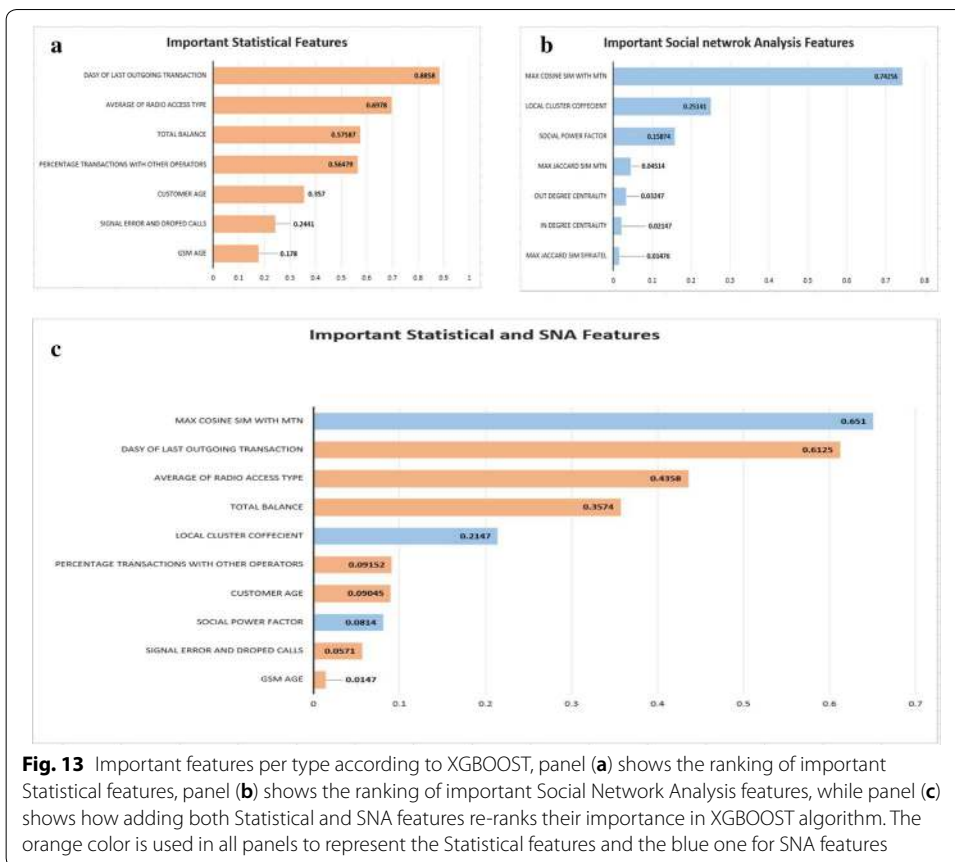 a
Important Statistical Features
DASY OF LAST OUTGOING TRANSACTION
0.8858
AVERAGE OF RADIO ACCESS TYPE
0.6978
TOTAL BALANCE
0.57587
PERCENTAGE TRANSACTIONS WITH OTHER OPERATORS
0.56479
CUSTOMER AGE
0.357
SIGNAL ERROR AND DROPED CALLS
0.2441
GSM AGE
0.178
0 0.1 0.2 0.3 0.4 0.5 0.6 0.7 0.8 0.9 1
b
Important Social netwrok Analysis Features
MAX COSINE SIM WITH MTN
0.74256
LOCAL CLUSTER COFFECIENT
0.25141
SOCIAL POWER FACTOR
0.15874
MAX JACCARD SIM MTN
0.04514
OUT DEGREE CENTRALITY
0.03247
IN DEGREE CENTRALITY
0.02147
MAX JACCARD SIM SYRIATEL
0.01476
0 0.1 0.2 0.3 0.4 0.5 0.6 0.7 0.8
c
Important Statistical and SNA Features
MAX COSINE SIM WITH MTN
0.651
DASY OF LAST OUTGOING TRANSACTION
0.6125
AVERAGE OF RADIO ACCESS TYPE
0.4358
TOTAL BALANCE
0.3574
LOCAL CLUSTER COFFECIENT
0.2147
PERCENTAGE TRANSACTIONS WITH OTHER OPERATORS
0.09152
CUSTOMER AGE
0.09045
SOCIAL POWER FACTOR
0.0814
SIGNAL ERROR AND DROPED CALLS
0.0571
GSM AGE
0.0147
0 0.1 0.2 0.3 0.4 0.5 0.6 0.7
Fig. 13 Important features per type according to XGBOOST, panel (a) shows the ranking of important
Statistical features, panel (b) shows the ranking of important Social Network Analysis features, while panel (c)
shows how adding both Statistical and SNA features re-ranks their importance in XGBOOST algorithm. The
orange color is used in all panels to represent the Statistical features and the blue one for SNA features